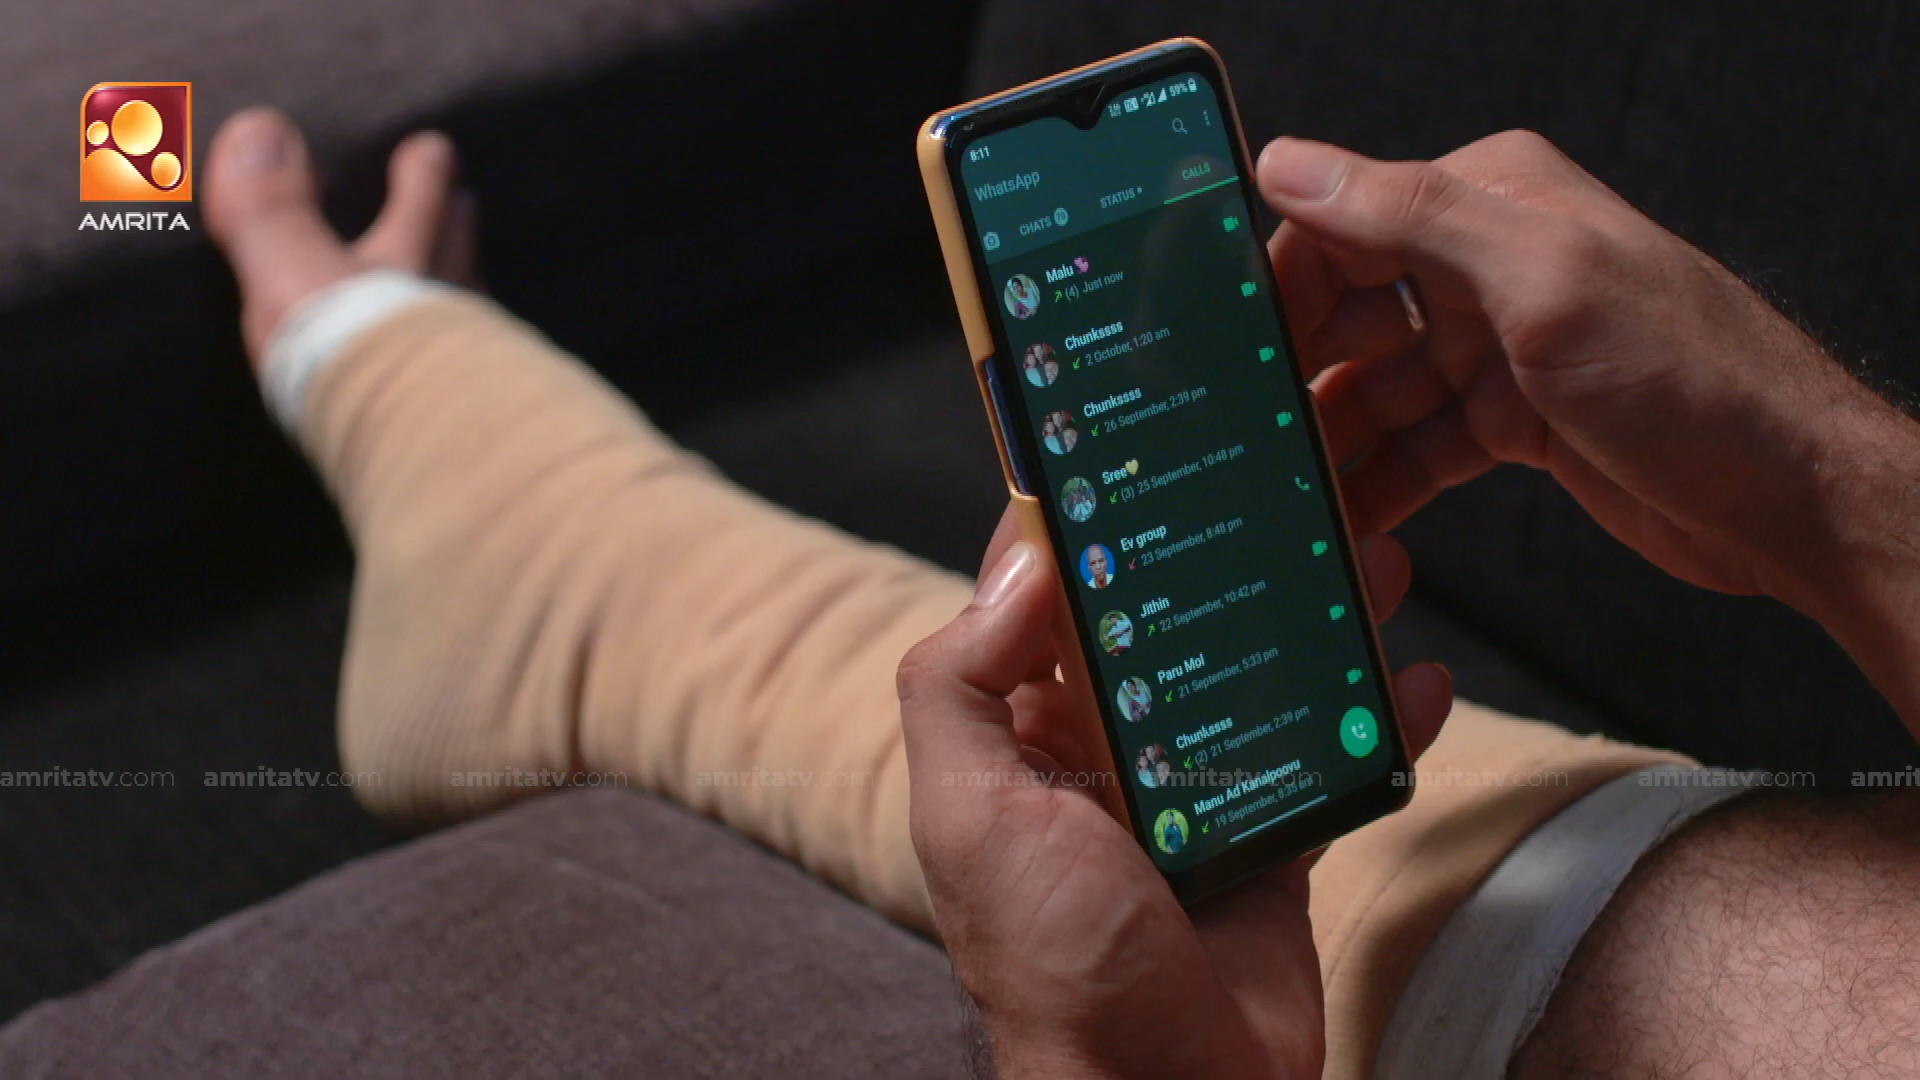 AMRITA
8:11
59%
WhatsApp
CHATS
STATUS
CALLS
Malu
(4) Just now
Chunkssss
2 October, 1:20 am
Chunkssss
26 September, 2:39 pm
Sree💛
(3) 25 September, 10:48 pm
Ev group
23 September, 8:48 pm
Jithin
22 September, 10:42 pm
Paru Mol
21 September, 5:33 pm
Chunkssss
(2) 21 September, 2:39 pm
Manu Ad Kanalpoovu
19 September, 8:35 am
amritatv.com amritatv.com amritatv.com amritatv.com amritatv.com amritatv.com amritatv.com amritatv.com